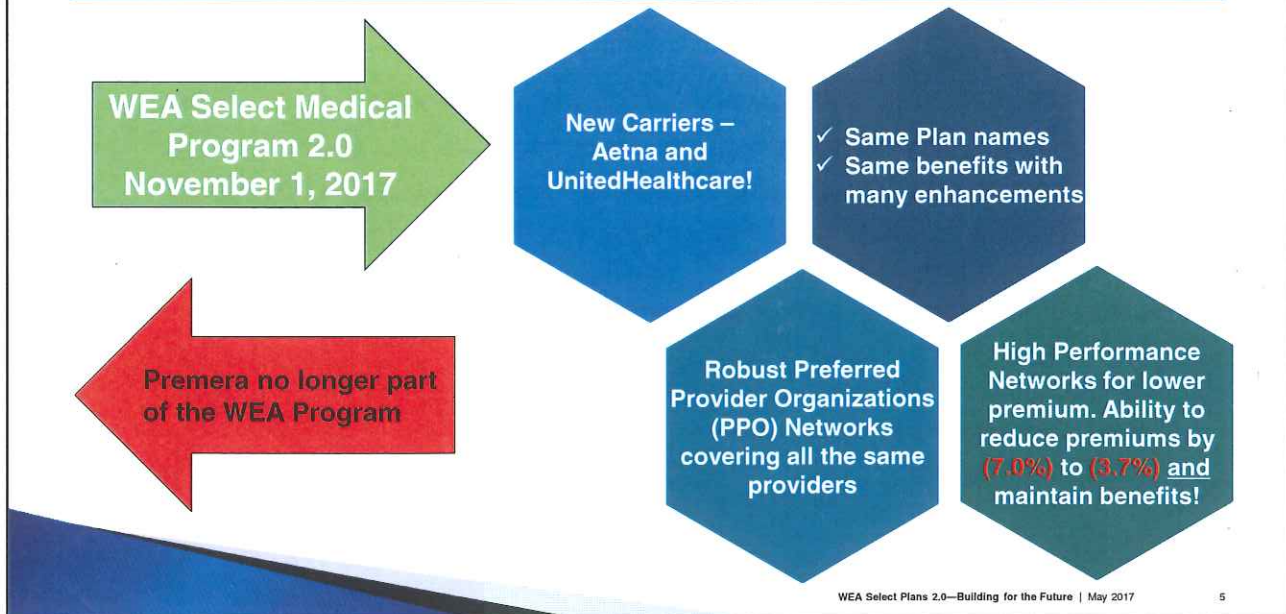 WEA Select Medical
Program 2.0
November 1, 2017
New Carriers –
Aetna and
UnitedHealthcare!
✓ Same Plan names
✓ Same benefits with
many enhancements
Premera no longer part
of the WEA Program
Robust Preferred
Provider Organizations
(PPO) Networks
covering all the same
providers
High Performance
Networks for lower
premium. Ability to
reduce premiums by
(7.0%) to (3.7%) and
maintain benefits!
WEA Select Plans 2.0—Building for the Future | May 2017 5